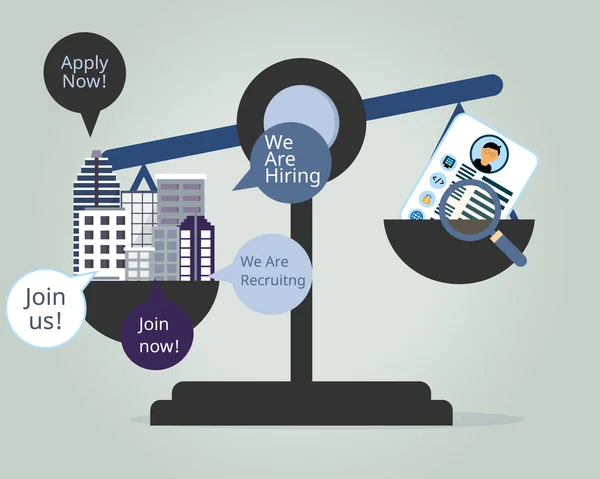 Apply
Now!
We
Are
Hiring
We Are
Recruitng
Join
us!
Join
now!